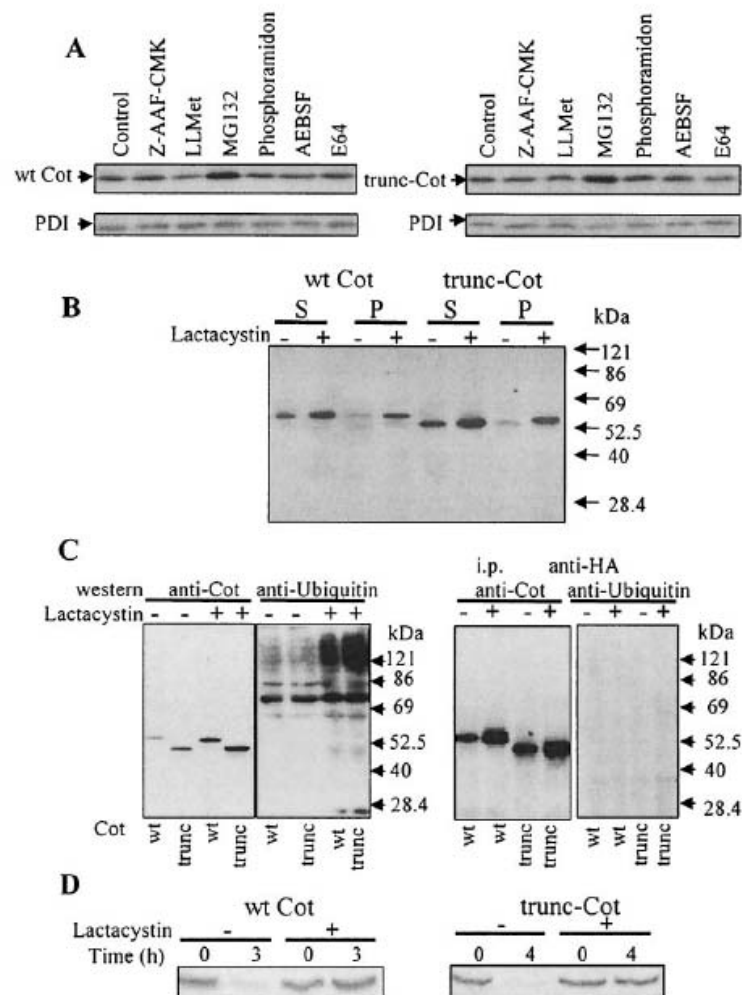 A
Control
Z-AAF-CMK
LLMet
MG132
Phosphoramidon
AEBSF
E64
Control
Z-AAF-CMK
LLMet
MG132
Phosphoramidon
AEBSF
E64
wt Cot
trunc-Cot
PDI
PDI
B
wt Cot trunc-Cot
S P S P kDa
Lactacystin - + - + - + - +
121
86
69
52.5
40
28.4
C
i.p. anti-HA
western anti-Cot anti-Ubiquitin
anti-Cot anti-Ubiquitin
Lactacystin - - + + - - + +
- + - + - + - +
kDa
121
86
69
52.5
40
28.4
kDa
121
86
69
52.5
40
28.4
Cot wt trunc wt trunc wt trunc wt trunc
wt wt trunc trunc wt wt trunc trunc
D
wt Cot trunc-Cot
Lactacystin - + - +
Time (h) 0 3 0 3 0 4 0 4